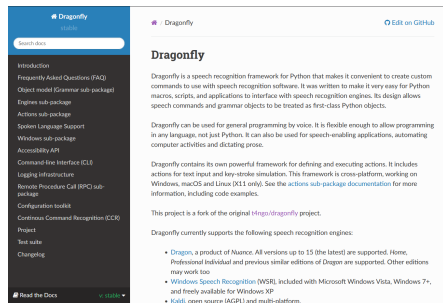 Dragonfly
stable
Search docs
Introduction
Frequently Asked Questions (FAQ)
Object model (Grammar sub-package)
Engines sub-package
Actions sub-package
Spoken Language Support
Windows sub-package
Accessibility API
Command-line Interface (CLI)
Logging infrastructure
Remote Procedure Call (RPC) sub-
package
Configuration toolkit
Continous Command Recognition (CCR)
Project
Test suite
Changelog
Read the Docs
v: stable
/ Dragonfly
Edit on GitHub
Dragonfly
Dragonfly is a speech recognition framework for Python that makes it convenient to create custom
commands to use with speech recognition software. It was written to make it very easy for Python
macros, scripts, and applications to interface with speech recognition engines. Its design allows
speech commands and grammar objects to be treated as first-class Python objects.
Dragonfly can be used for general programming by voice. It is flexible enough to allow programming
in any language, not just Python. It can also be used for speech-enabling applications, automating
computer activities and dictating prose.
Dragonfly contains its own powerful framework for defining and executing actions. It includes
actions for text input and key-stroke simulation. This framework is cross-platform, working on
Windows, macOS and Linux (X11 only). See the actions sub-package documentation for more
information, including code examples.
This project is a fork of the original t4ngo/dragonfly project.
Dragonfly currently supports the following speech recognition engines:
• Dragon, a product of Nuance. All versions up to 15 (the latest) are supported. Home,
Professional Individual and previous similar editions of Dragon are supported. Other editions
may work too
• Windows Speech Recognition (WSR), included with Microsoft Windows Vista, Windows 7+,
and freely available for Windows XP
• Kaldi, open source (AGPL) and multi-platform.